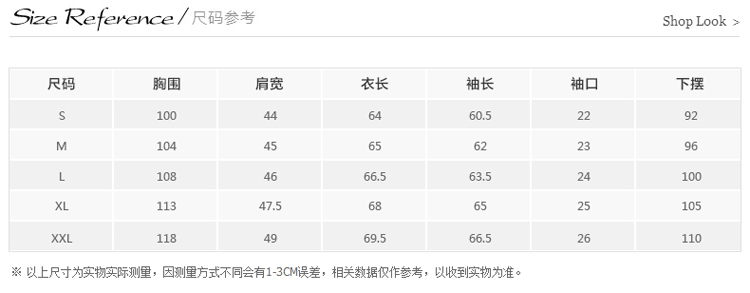 Size Reference / 尺码参考
Shop Look >
尺码 胸围 肩宽 衣长 袖长 袖口 下摆
S 100 44 64 60.5 22 92
M 104 45 65 62 23 96
L 108 46 66.5 63.5 24 100
XL 113 47.5 68 65 25 105
XXL 118 49 69.5 66.5 26 110
※ 以上尺寸为实物实际测量，因测量方式不同会有1-3CM误差，相关数据仅作参考，以收到实物为准。